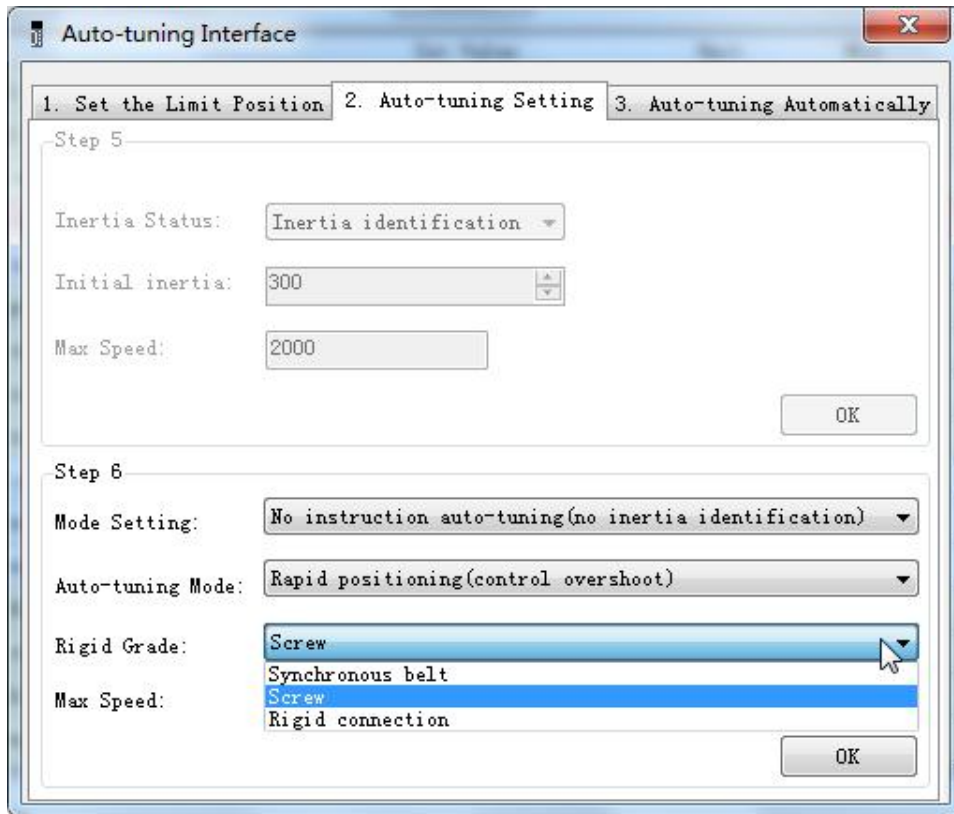 Auto-tuning Interface
1. Set the Limit Position
2. Auto-tuning Setting
3. Auto-tuning Automatically
Step 5
Inertia Status:
Inertia identification
Initial inertia:
300
Max Speed:
2000
OK
Step 6
Mode Setting:
No instruction auto-tuning(no inertia identification)
Auto-tuning Mode:
Rapid positioning(control overshoot)
Rigid Grade:
Screw
Synchronous belt
Screw
Rigid connection
Max Speed:
OK